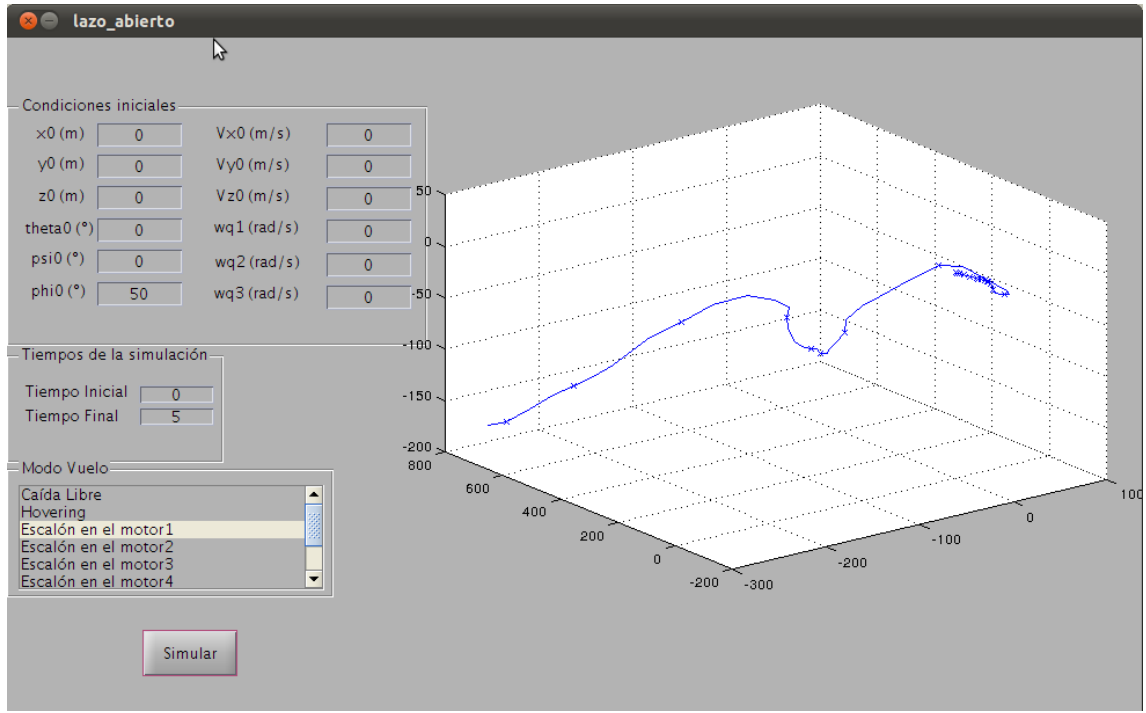 lazo_abierto
Condiciones iniciales
x0 (m) 0 Vx0 (m/s) 0
y0 (m) 0 Vy0 (m/s) 0
z0 (m) 0 Vz0 (m/s) 0
theta0 (°) 0 wq1 (rad/s) 0
psi0 (°) 0 wq2 (rad/s) 0
phi0 (°) 50 wq3 (rad/s) 0
Tiempos de la simulación
Tiempo Inicial 0
Tiempo Final 5
Modo Vuelo
Caída Libre
Hovering
Escalón en el motor1
Escalón en el motor2
Escalón en el motor3
Escalón en el motor4
Simular
50
0
-50
-100
-150
-200
800
600
400
200
0
-200
-300
-200
-100
0
100